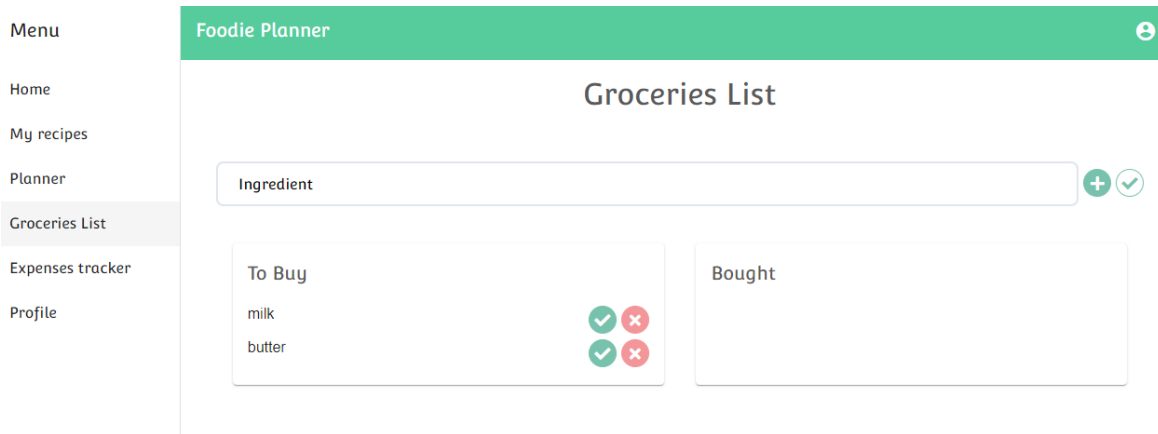 Menu
Foodie Planner
Home
My recipes
Planner
Groceries List
Expenses tracker
Profile
Groceries List
Ingredient
To Buy
milk
butter
Bought